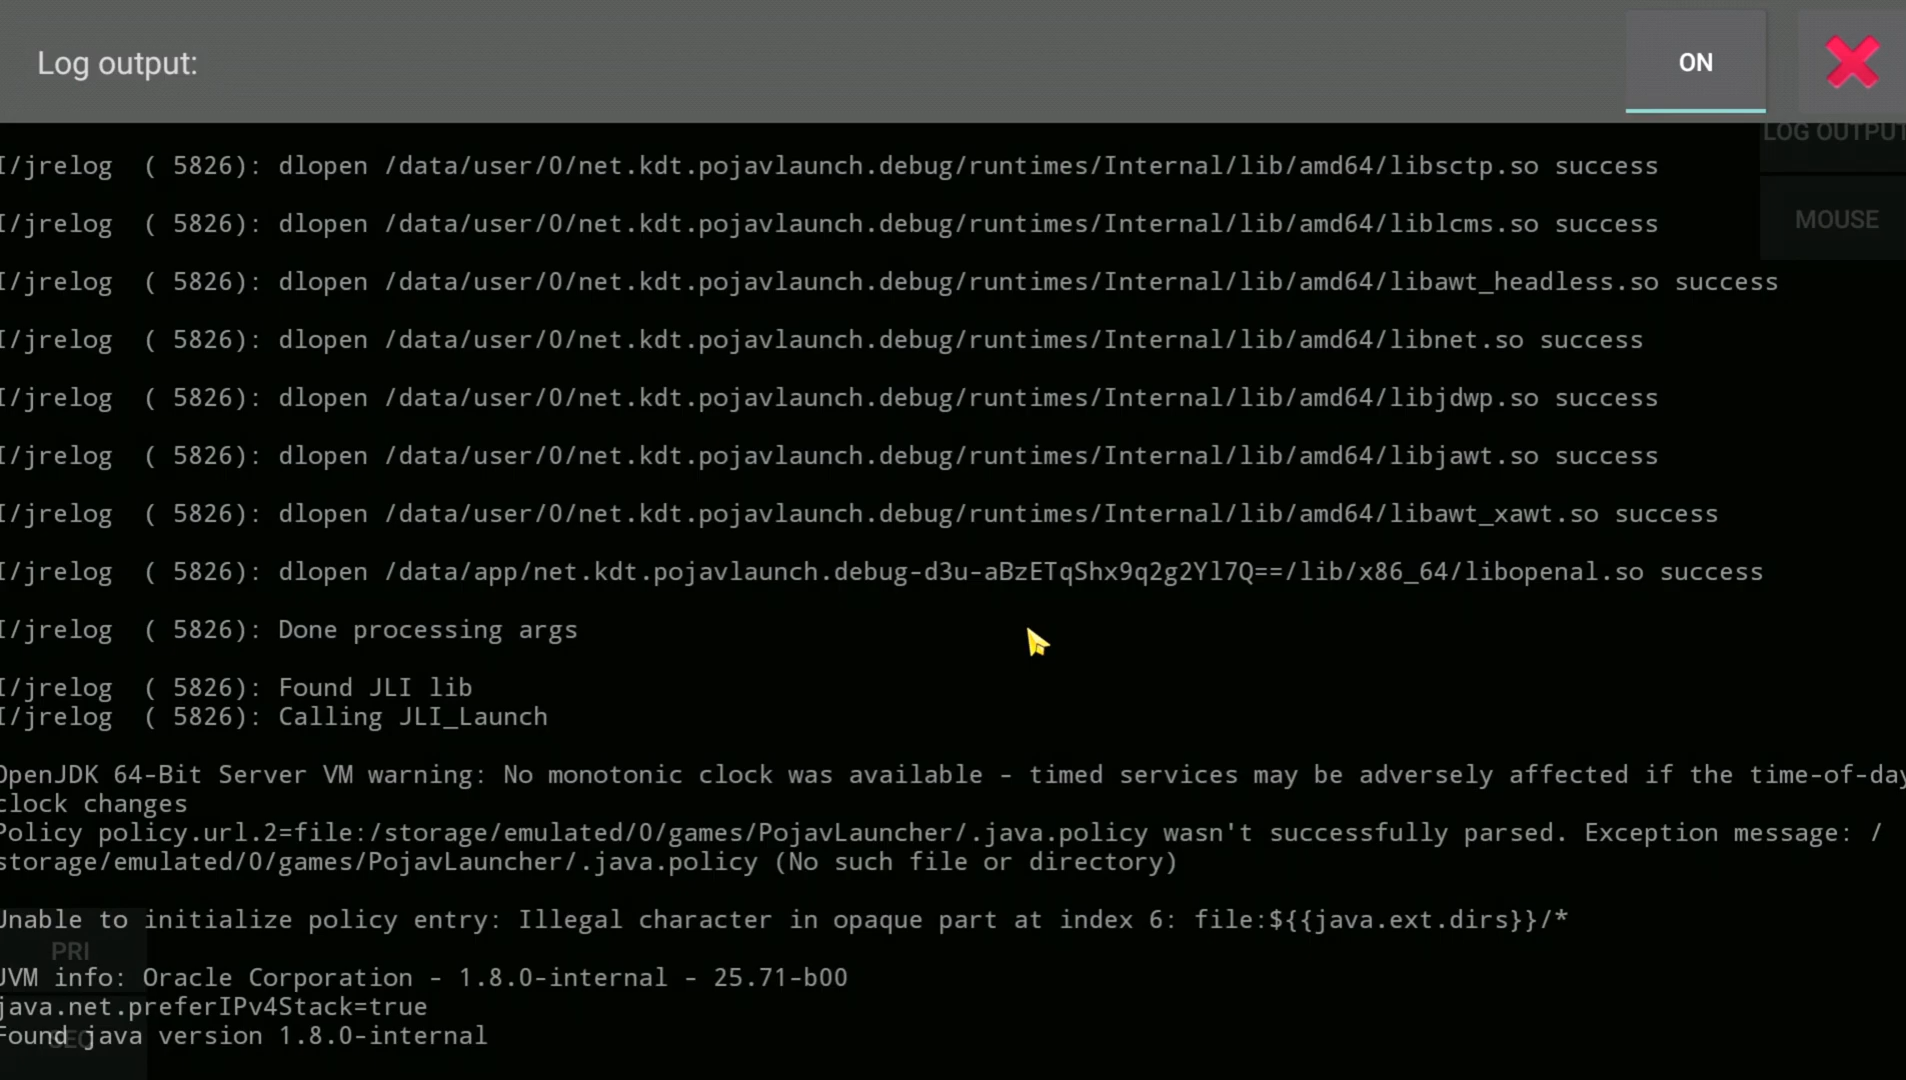 Log output:
ON
LOG OUTPUT
I/jrelog  ( 5826): dlopen /data/user/0/net.kdt.pojavlaunch.debug/runtimes/Internal/lib/amd64/libsctp.so success
I/jrelog  ( 5826): dlopen /data/user/0/net.kdt.pojavlaunch.debug/runtimes/Internal/lib/amd64/liblcms.so success
MOUSE
I/jrelog  ( 5826): dlopen /data/user/0/net.kdt.pojavlaunch.debug/runtimes/Internal/lib/amd64/libawt_headless.so success
I/jrelog  ( 5826): dlopen /data/user/0/net.kdt.pojavlaunch.debug/runtimes/Internal/lib/amd64/libnet.so success
I/jrelog  ( 5826): dlopen /data/user/0/net.kdt.pojavlaunch.debug/runtimes/Internal/lib/amd64/libjdwp.so success
I/jrelog  ( 5826): dlopen /data/user/0/net.kdt.pojavlaunch.debug/runtimes/Internal/lib/amd64/libjawt.so success
I/jrelog  ( 5826): dlopen /data/user/0/net.kdt.pojavlaunch.debug/runtimes/Internal/lib/amd64/libawt_xawt.so success
I/jrelog  ( 5826): dlopen /data/app/net.kdt.pojavlaunch.debug-d3u-aBzETqShx9q2g2Yl7Q==/lib/x86_64/libopenal.so success
I/jrelog  ( 5826): Done processing args
I/jrelog  ( 5826): Found JLI lib
I/jrelog  ( 5826): Calling JLI_Launch
OpenJDK 64-Bit Server VM warning: No monotonic clock was available - timed services may be adversely affected if the time-of-day
clock changes
Policy policy.url.2=file:/storage/emulated/0/games/PojavLauncher/.java.policy wasn't successfully parsed. Exception message: /
storage/emulated/0/games/PojavLauncher/.java.policy (No such file or directory)
Unable to initialize policy entry: Illegal character in opaque part at index 6: file:${{java.ext.dirs}}/*
PRI
JVM info: Oracle Corporation - 1.8.0-internal - 25.71-b00
java.net.preferIPv4Stack=true
Found java version 1.8.0-internal
SEC